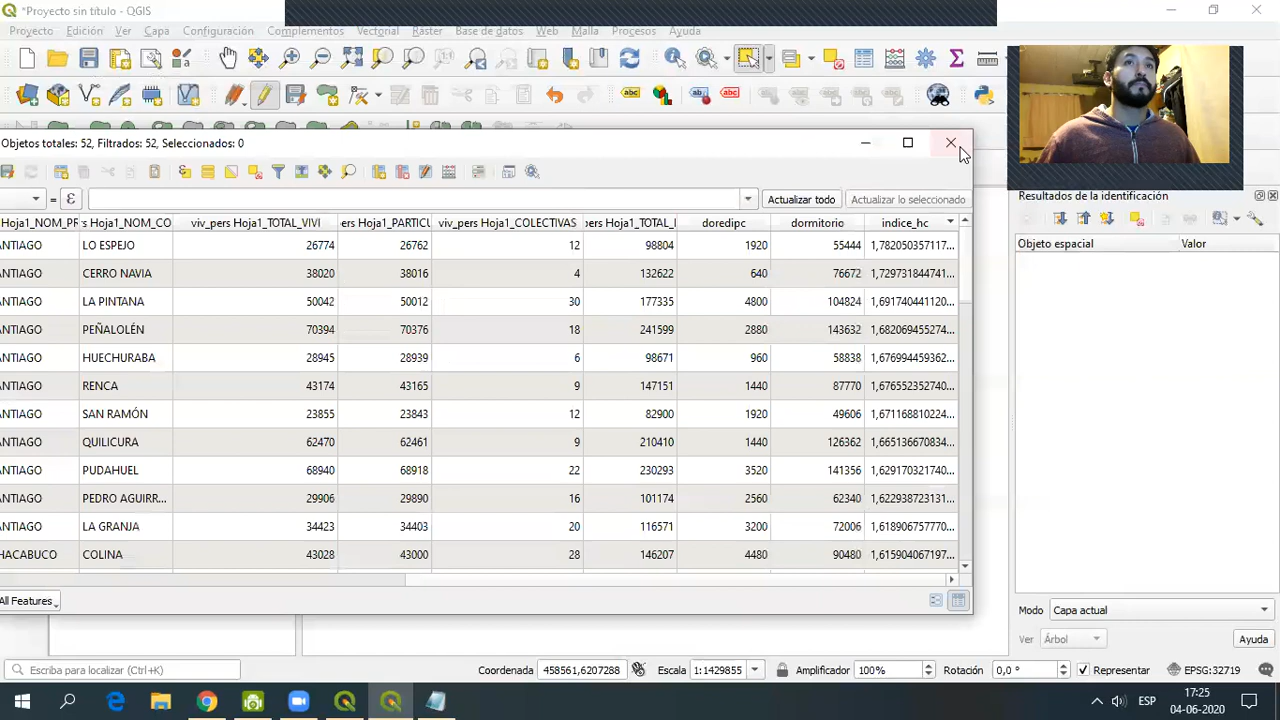 *Proyecto sin título - QGIS
Proyecto Edición Ver Capa Configuración Complementos Vectorial Ráster Base de datos Web Malla Procesos Ayuda
abc abc abc
Objetos totales: 52, Filtrados: 52, Seleccionados: 0
= ε Actualizar todo Actualizar lo seleccionado
Hoja1_NOM_PR s Hoja1_NOM_CO viv_pers Hoja1_TOTAL_VIVI pers Hoja1_PARTICU viv_pers Hoja1_COLECTIVAS pers Hoja1_TOTAL_I doredipc dormitorio indice_hc
ANTIAGO LO ESPEJO 26774 26762 12 98804 1920 55444 1,782050357117...
ANTIAGO CERRO NAVIA 38020 38016 4 132622 640 76672 1,729731844741...
ANTIAGO LA PINTANA 50042 50012 30 177335 4800 104824 1,691740441120...
ANTIAGO PEÑALOLÉN 70394 70376 18 241599 2880 143632 1,682069455274...
ANTIAGO HUECHURABA 28945 28939 6 98671 960 58838 1,676994459362...
ANTIAGO RENCA 43174 43165 9 147151 1440 87770 1,676552352740...
ANTIAGO SAN RAMÓN 23855 23843 12 82900 1920 49606 1,671168810224...
ANTIAGO QUILICURA 62470 62461 9 210410 1440 126362 1,665136670834...
ANTIAGO PUDAHUEL 68940 68918 22 230293 3520 141356 1,629170321740...
ANTIAGO PEDRO AGUIRR... 29906 29890 16 101174 2560 62340 1,622938723131...
ANTIAGO LA GRANJA 34423 34403 20 116571 3200 72006 1,618906757770...
HACABUCO COLINA 43028 43000 28 146207 4480 90480 1,615904067197...
All Features
Resultados de la identificación
Objeto espacial Valor
Modo Capa actual
Ver Árbol Ayuda
Escriba para localizar (Ctrl+K) Coordenada 458561,6207288 Escala 1:1429855 Amplificador 100% Rotación 0,0 ° Representar EPSG:32719
ESP 17:25
04-06-2020